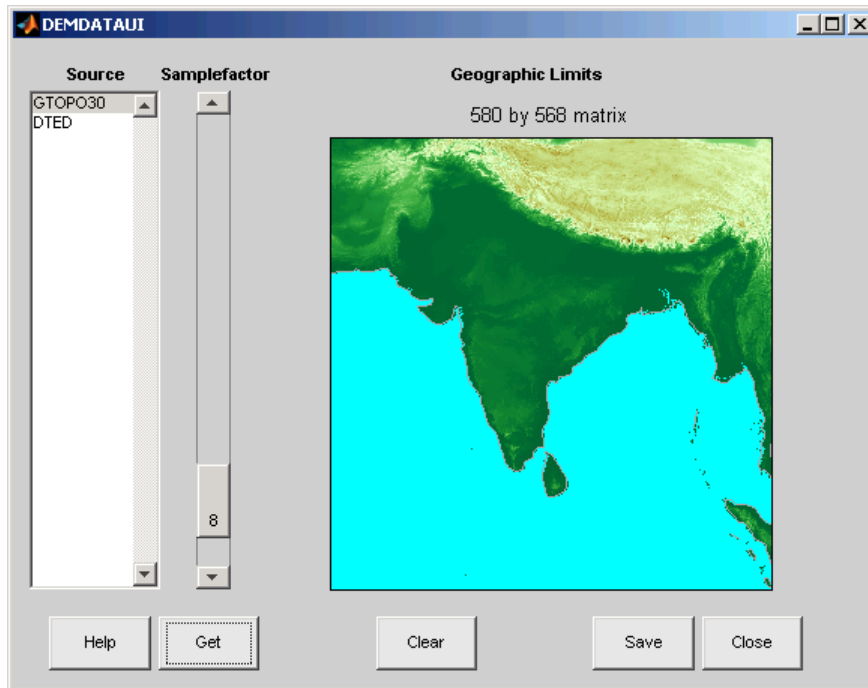 DEMDATAUI
Source
Samplefactor
Geographic Limits
580 by 568 matrix
GTOPO30
DTED
8
Help
Get
Clear
Save
Close